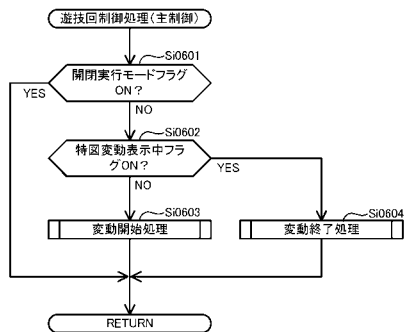 遊技回制御処理(主制御)
Si0601
開閉実行モードフラグ
ON?
YES
NO
Si0602
特図変動表示中フラ
グON?
YES
NO
Si0603
変動開始処理
Si0604
変動終了処理
RETURN